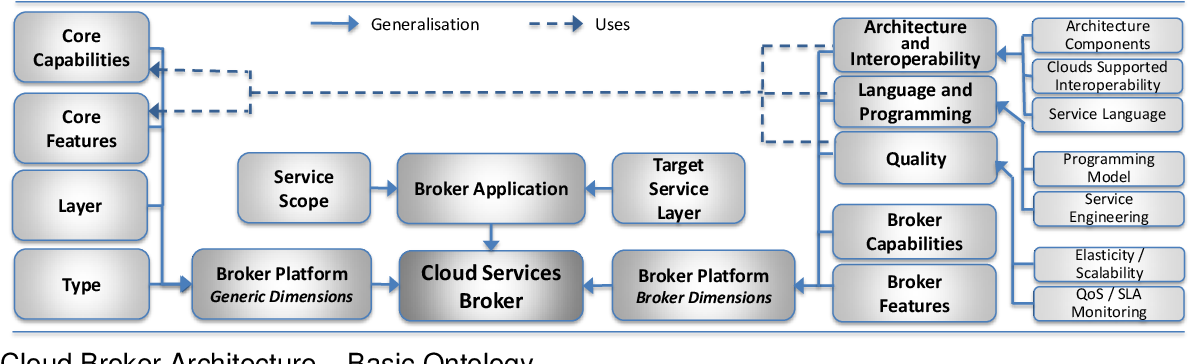 Generalisation
Uses
Core
Capabilities
Core
Features
Layer
Type
Service
Scope
Broker Application
Target
Service
Layer
Broker Platform
Generic Dimensions
Cloud Services
Broker
Broker Platform
Broker Dimensions
Architecture
and
Interoperability
Language and
Programming
Quality
Broker
Capabilities
Broker
Features
Architecture
Components
Clouds Supported
Interoperability
Service Language
Programming
Model
Service
Engineering
Elasticity /
Scalability
QoS / SLA
Monitoring
Cloud Broker Architecture – Basic Ontology